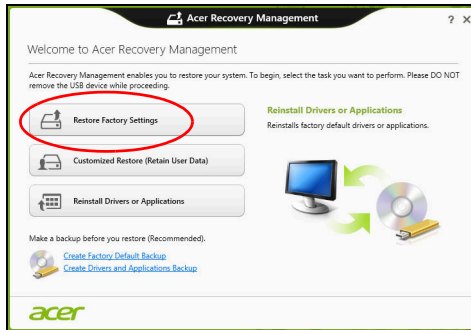 Acer Recovery Management
? X
Welcome to Acer Recovery Management
Acer Recovery Management enables you to restore your system. To begin, select the task you want to perform. Please DO NOT
remove the USB device while proceeding.
Restore Factory Settings
Customized Restore (Retain User Data)
Reinstall Drivers or Applications
Reinstall Drivers or Applications
Reinstalls factory default drivers or applications.
Make a backup before you restore (Recommended).
Create Factory Default Backup
Create Drivers and Applications Backup
acer